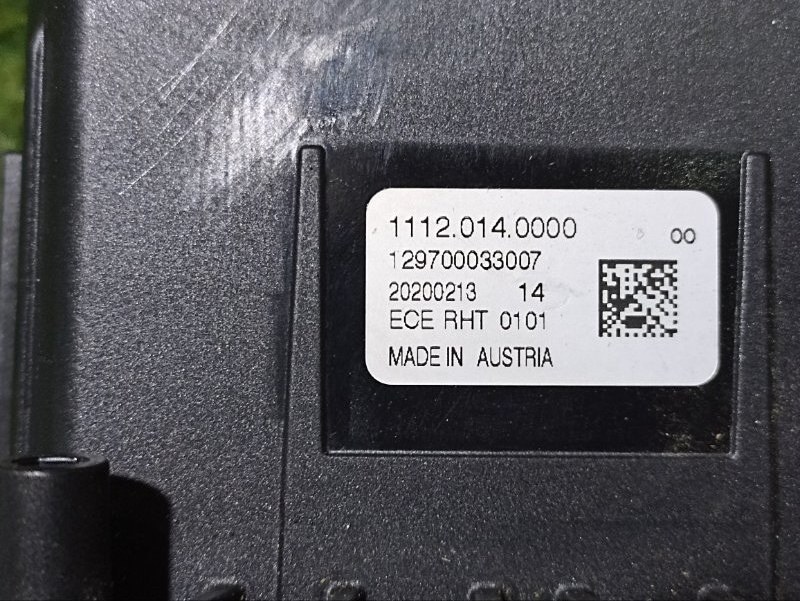 1112.014.0000
00
129700033007
20200213 14
ECE RHT 0101
MADE IN AUSTRIA